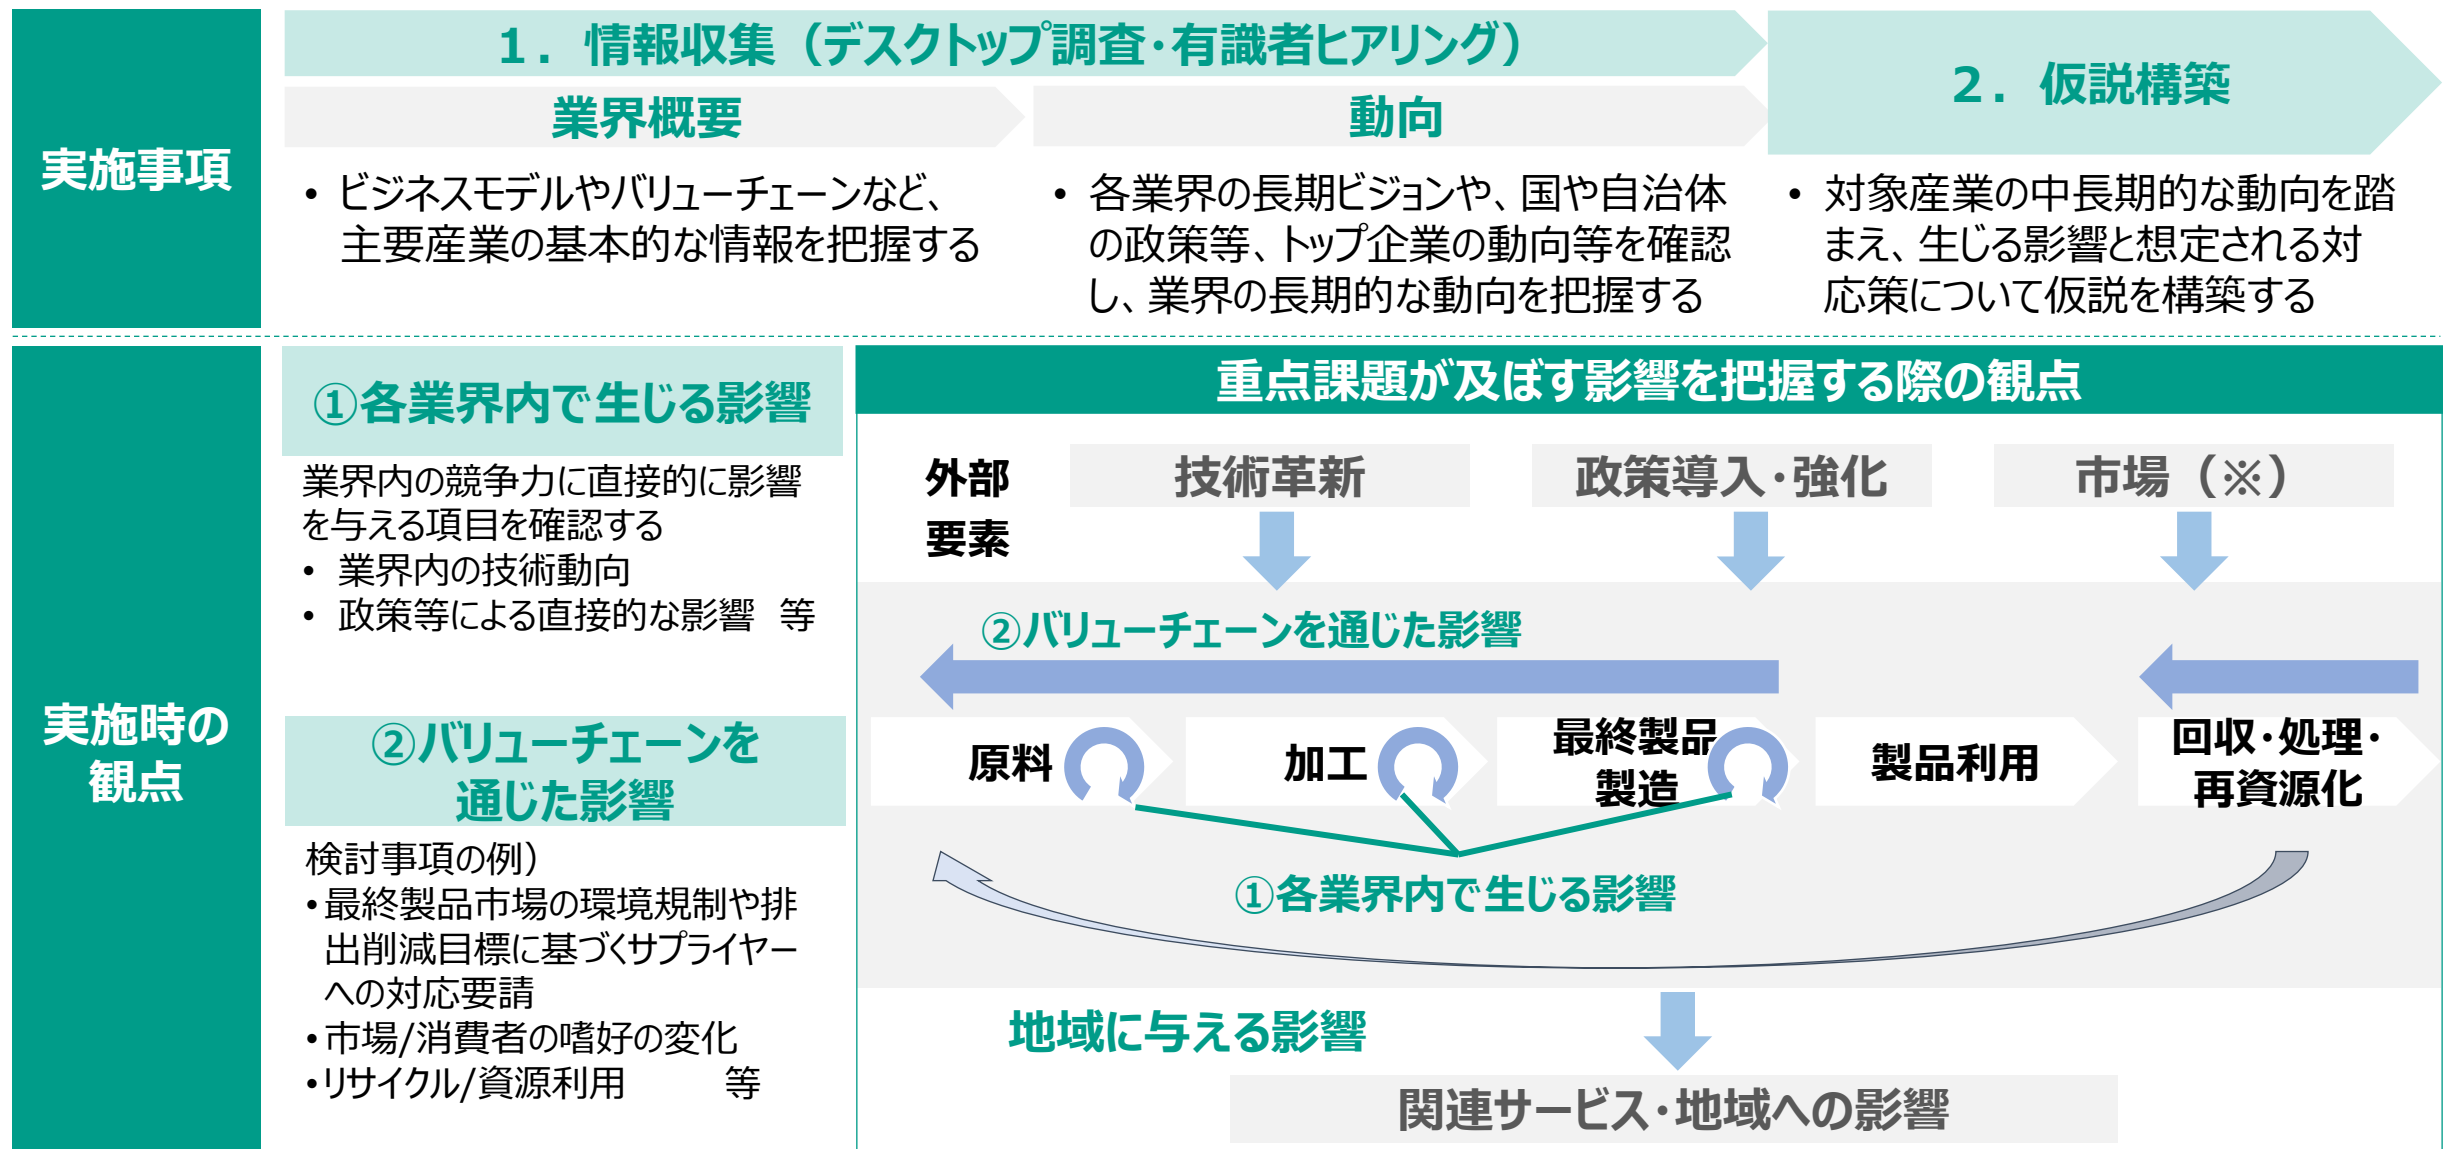 実施事項
1．情報収集（デスクトップ調査・有識者ヒアリング）
業界概要
動向
2．仮説構築
• ビジネスモデルやバリューチェーンなど、
主要産業の基本的な情報を把握する
• 各業界の長期ビジョンや、国や自治体
の政策等、トップ企業の動向等を確認
し、業界の長期的な動向を把握する
• 対象産業の中長期的な動向を踏
まえ、生じる影響と想定される対
応策について仮説を構築する
実施時の
観点
①各業界内で生じる影響
業界内の競争力に直接的に影響
を与える項目を確認する
• 業界内の技術動向
• 政策等による直接的な影響　等
②バリューチェーンを
通じた影響
検討事項の例）
•最終製品市場の環境規制や排
出削減目標に基づくサプライヤー
への対応要請
•市場/消費者の嗜好の変化
•リサイクル/資源利用　　等
重点課題が及ぼす影響を把握する際の観点
外部
要素
技術革新
政策導入・強化
市場（※）
②バリューチェーンを通じた影響
原料
加工
最終製品
製造
製品利用
回収・処理・
再資源化
①各業界内で生じる影響
地域に与える影響
関連サービス・地域への影響